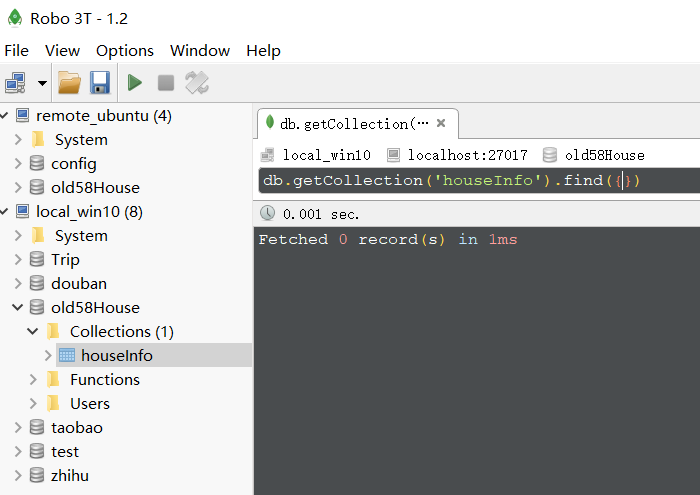 Robo 3T - 1.2
File View Options Window Help
remote_ubuntu (4)
System
config
old58House
local_win10 (8)
System
Trip
douban
old58House
Collections (1)
houseInfo
Functions
Users
taobao
test
zhihu
db.getCollection(⋯
local_win10 localhost:27017 old58House
db.getCollection('houseInfo').find({})
0.001 sec.
Fetched 0 record(s) in 1ms